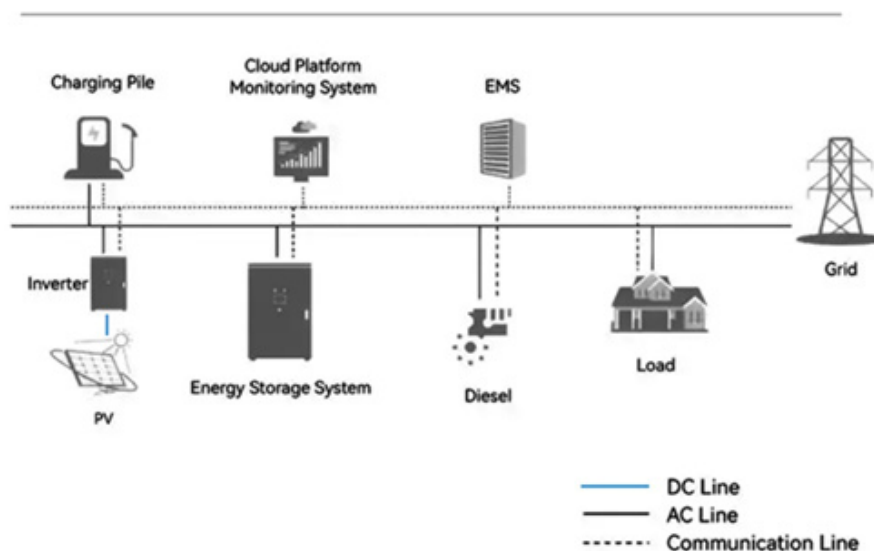 Charging Pile
Cloud Platform
Monitoring System
EMS
Grid
Inverter
Energy Storage System
Diesel
Load
PV
DC Line
AC Line
Communication Line